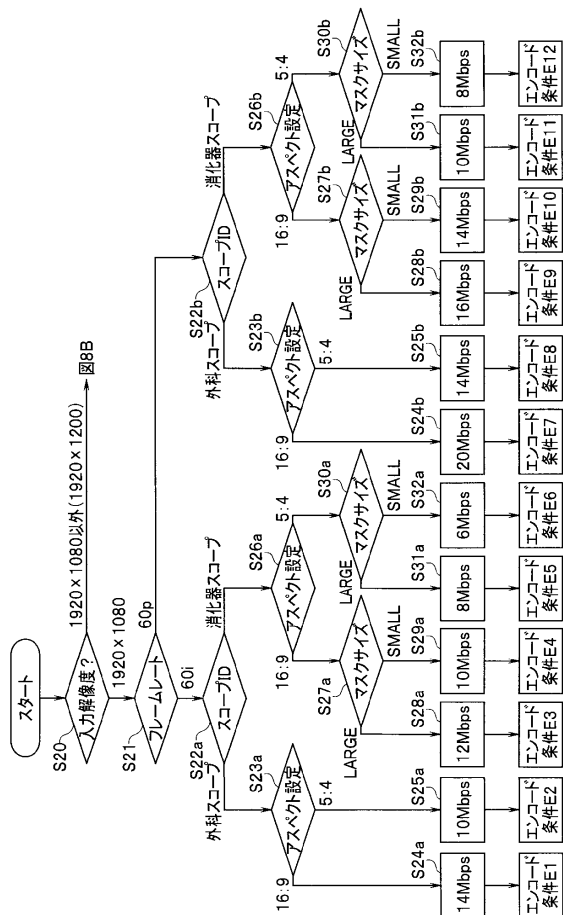 スタート
S20
入力解像度?
1920×1080以外(1920×1200)
図8B
1920×1080
S21
フレームレート
60p
60i
S22a
スコープID
外科スコープ
消化器スコープ
S22b
スコープID
外科スコープ
消化器スコープ
S23a
アスペクト設定
16:9
5:4
S26a
アスペクト設定
16:9
5:4
S23b
アスペクト設定
16:9
5:4
S26b
アスペクト設定
16:9
5:4
S27a
マスクサイズ
LARGE
SMALL
S30a
マスクサイズ
LARGE
SMALL
S27b
マスクサイズ
LARGE
SMALL
S30b
マスクサイズ
LARGE
SMALL
S24a
14Mbps
S25a
10Mbps
S28a
12Mbps
S29a
10Mbps
S31a
8Mbps
S32a
6Mbps
S24b
20Mbps
S25b
14Mbps
S28b
16Mbps
S29b
14Mbps
S31b
10Mbps
S32b
8Mbps
エンコード
条件E1
エンコード
条件E2
エンコード
条件E3
エンコード
条件E4
エンコード
条件E5
エンコード
条件E6
エンコード
条件E7
エンコード
条件E8
エンコード
条件E9
エンコード
条件E10
エンコード
条件E11
エンコード
条件E12